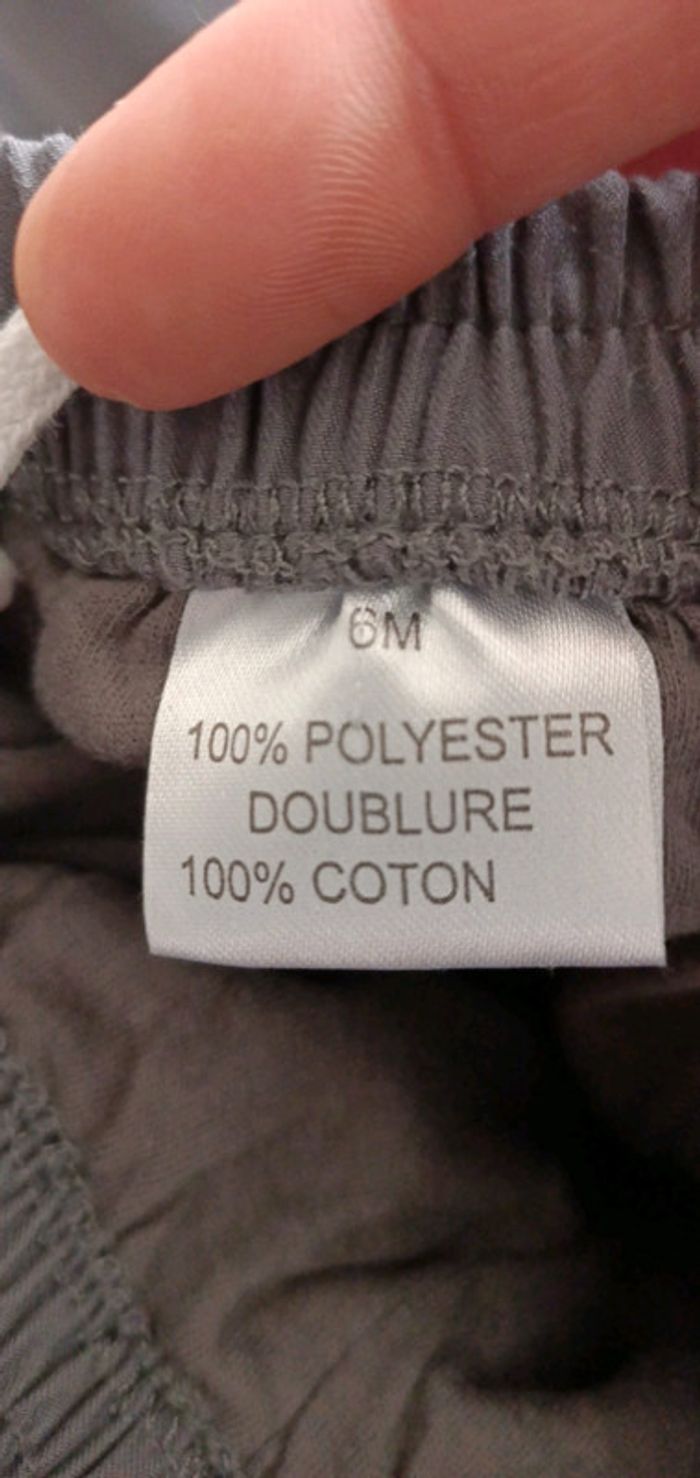 6M
100% POLYESTER
DOUBLURE
100% COTON